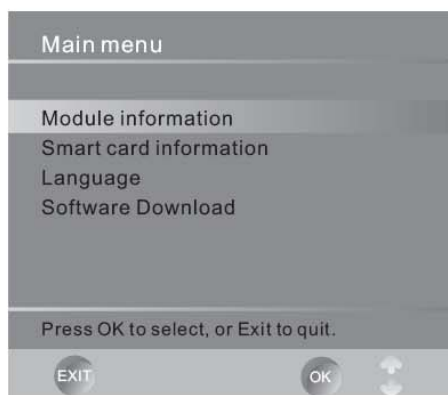 Main menu
Module information
Smart card information
Language
Software Download
Press OK to select, or Exit to quit.
EXIT OK